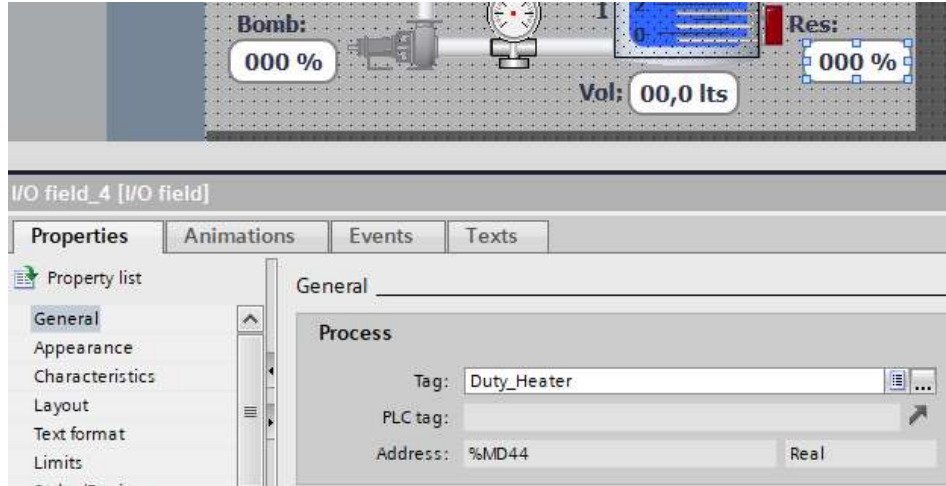 Bomb:
000 %
2
0
Res:
000 %
Vol; 00,0 lts
I/O field_4 [I/O field]
Properties Animations Events Texts
Property list
General
Appearance
Characteristics
Layout
Text format
Limits
General
Process
Tag: Duty_Heater ...
PLC tag:
Address: %MD44 Real